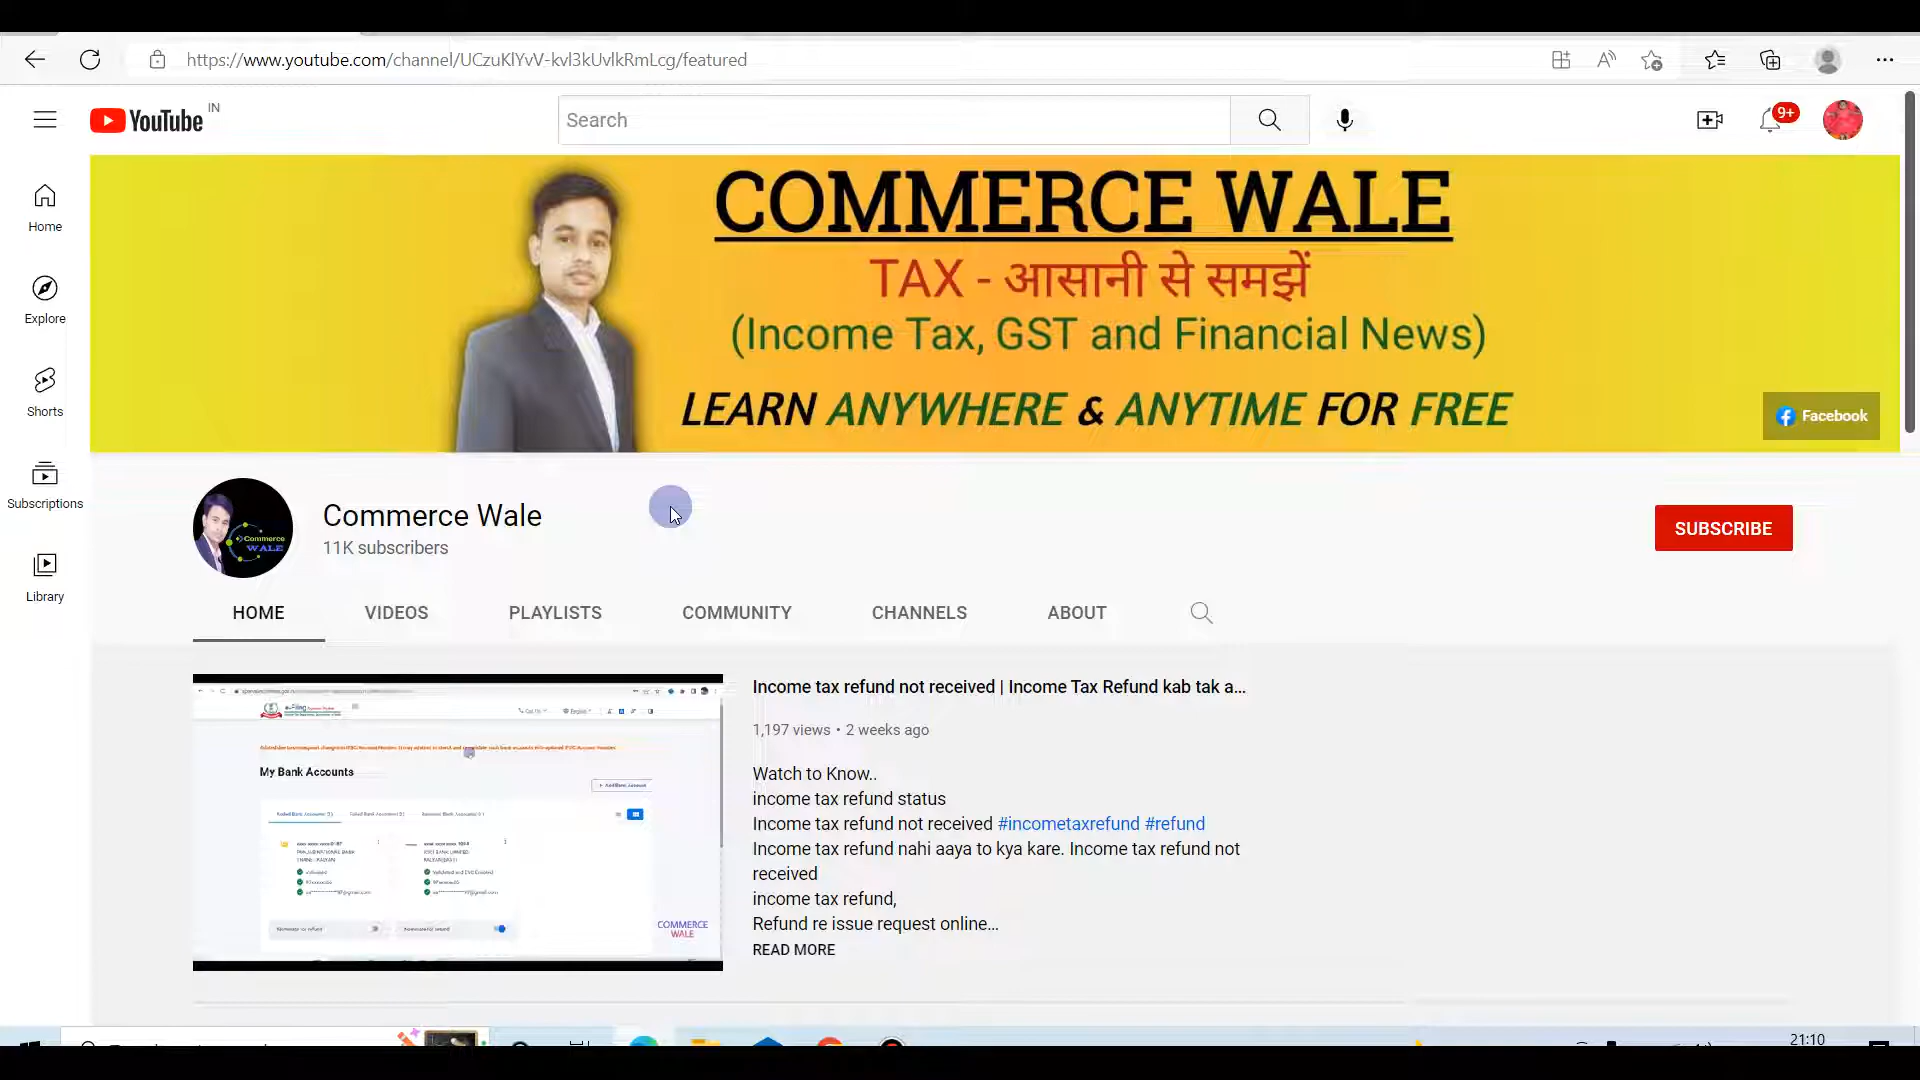 https://www.youtube.com/channel/UCzuKlYvV-kvl3kUvlkRmLcg/featured
YouTube IN
Search
9+
COMMERCE WALE
TAX - आसानी से समझें
(Income Tax, GST and Financial News)
LEARN ANYWHERE & ANYTIME FOR FREE
Facebook
Home
Explore
Shorts
Subscriptions
Library
Commerce WALE
Commerce Wale
11K subscribers
SUBSCRIBE
HOME VIDEOS PLAYLISTS COMMUNITY CHANNELS ABOUT
My Bank Accounts
COMMERCE
WALE
Income tax refund not received | Income Tax Refund kab tak a...
1,197 views • 2 weeks ago
Watch to Know..
income tax refund status
Income tax refund not received #incometaxrefund #refund
Income tax refund nahi aaya to kya kare. Income tax refund not
received
income tax refund,
Refund re issue request online...
READ MORE
21:10